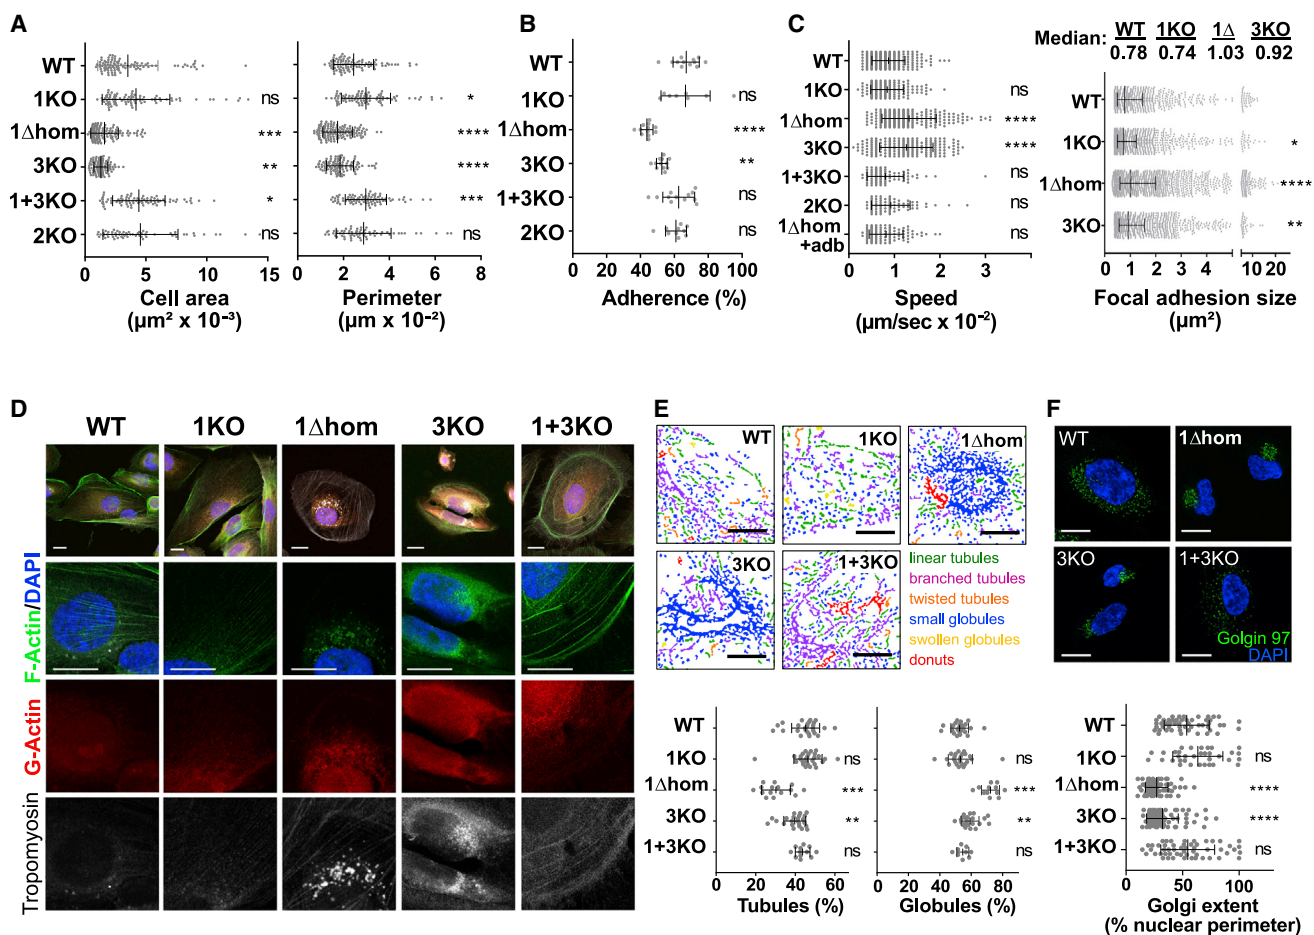 A
WT
1KO
1Δhom
3KO
1+3KO
2KO
ns
***
**
*
ns
0 5 10 15
Cell area
(µm² x 10⁻³)
*
****
****
***
ns
0 2 4 6 8
Perimeter
(µm x 10⁻²)
B
WT
1KO
1Δhom
3KO
1+3KO
2KO
ns
****
**
ns
ns
0 20 40 60 80 100
Adherence (%)
C
WT
1KO
1Δhom
3KO
1+3KO
2KO
1Δhom
+adb
ns
****
****
ns
ns
ns
0 1 2 3
Speed
(µm/sec x 10⁻²)
WT 1KO 1Δ 3KO
Median: 0.78 0.74 1.03 0.92
WT
1KO
1Δhom
3KO
*
****
**
0 1 2 3 4 5 10 20
Focal adhesion size
(µm²)
D
WT 1KO 1Δhom 3KO 1+3KO
F-Actin/DAPI
G-Actin
Tropomyosin
E
WT
1KO
1Δhom
3KO
1+3KO
linear tubules
branched tubules
twisted tubules
small globules
swollen globules
donuts
WT
1KO
1Δhom
3KO
1+3KO
ns
***
**
ns
0 20 40 60
Tubules (%)
ns
***
**
ns
0 20 40 60 80
Globules (%)
F
WT
1Δhom
3KO
1+3KO
Golgin 97
DAPI
WT
1KO
1Δhom
3KO
1+3KO
ns
****
****
ns
0 50 100
Golgi extent
(% nuclear perimeter)